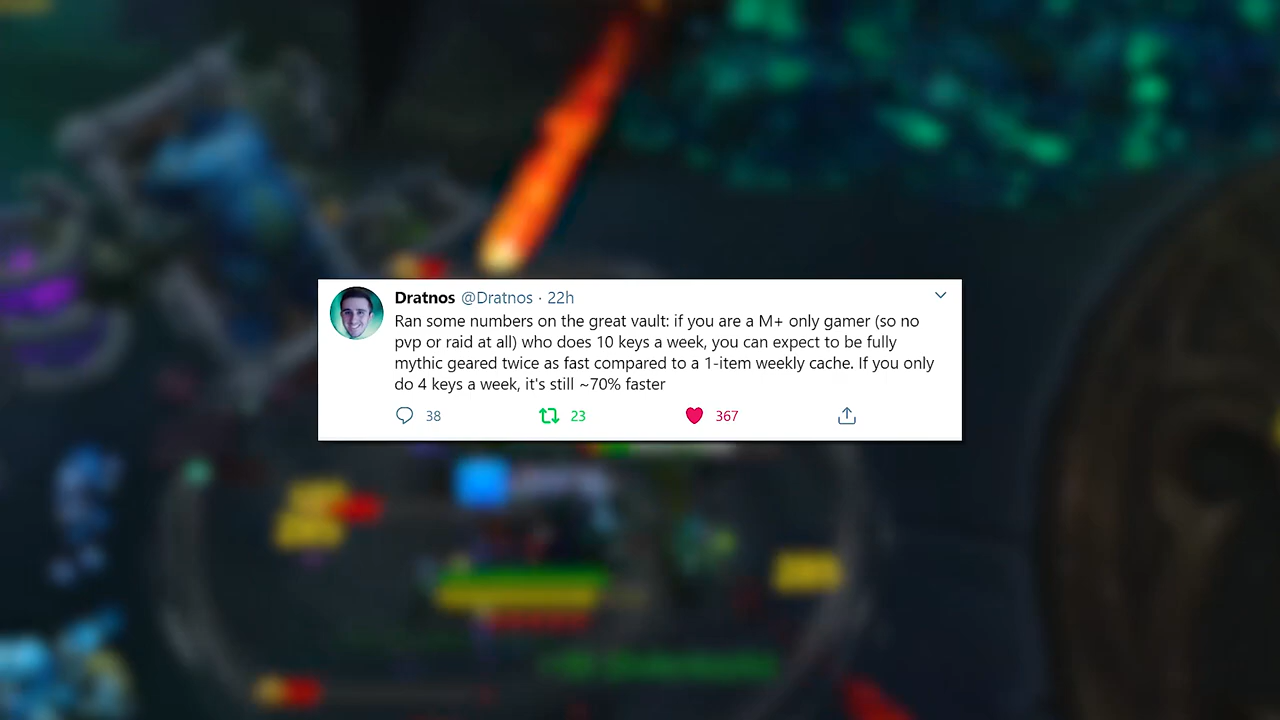 Dratnos @Dratnos · 22h
Ran some numbers on the great vault: if you are a M+ only gamer (so no
pvp or raid at all) who does 10 keys a week, you can expect to be fully
mythic geared twice as fast compared to a 1-item weekly cache. If you only
do 4 keys a week, it's still ~70% faster
38 23 367